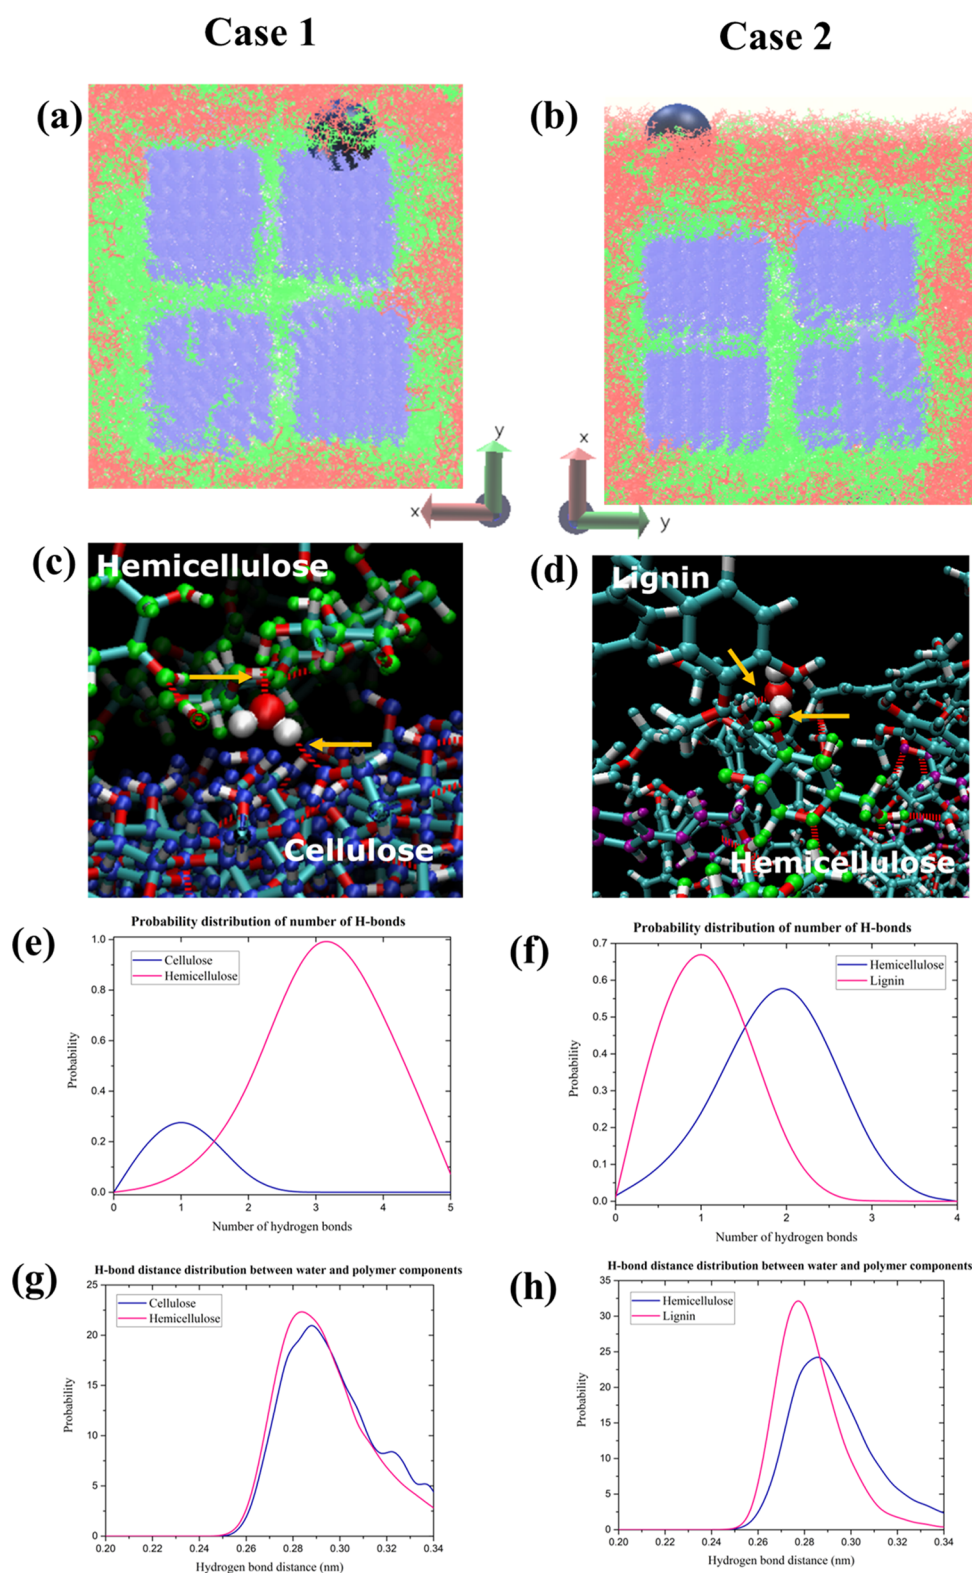 Case 1
Case 2
(a)
(b)
y
x
x
y
(c)
Hemicellulose
Cellulose
(d)
Lignin
Hemicellulose
(e)
Probability distribution of number of H-bonds
Cellulose
Hemicellulose
1.0
0.8
0.6
0.4
0.2
0.0
Probability
0 1 2 3 4 5
Number of hydrogen bonds
(f)
Probability distribution of number of H-bonds
Hemicellulose
Lignin
0.7
0.6
0.5
0.4
0.3
0.2
0.1
0.0
Probability
0 1 2 3 4
Number of hydrogen bonds
(g)
H-bond distance distribution between water and polymer components
Cellulose
Hemicellulose
25
20
15
10
5
0
Probability
0.20 0.22 0.24 0.26 0.28 0.30 0.32 0.34
Hydrogen bond distance (nm)
(h)
H-bond distance distribution between water and polymer components
Hemicellulose
Lignin
35
30
25
20
15
10
5
0
Probability
0.20 0.22 0.24 0.26 0.28 0.30 0.32 0.34
Hydrogen bond distance (nm)